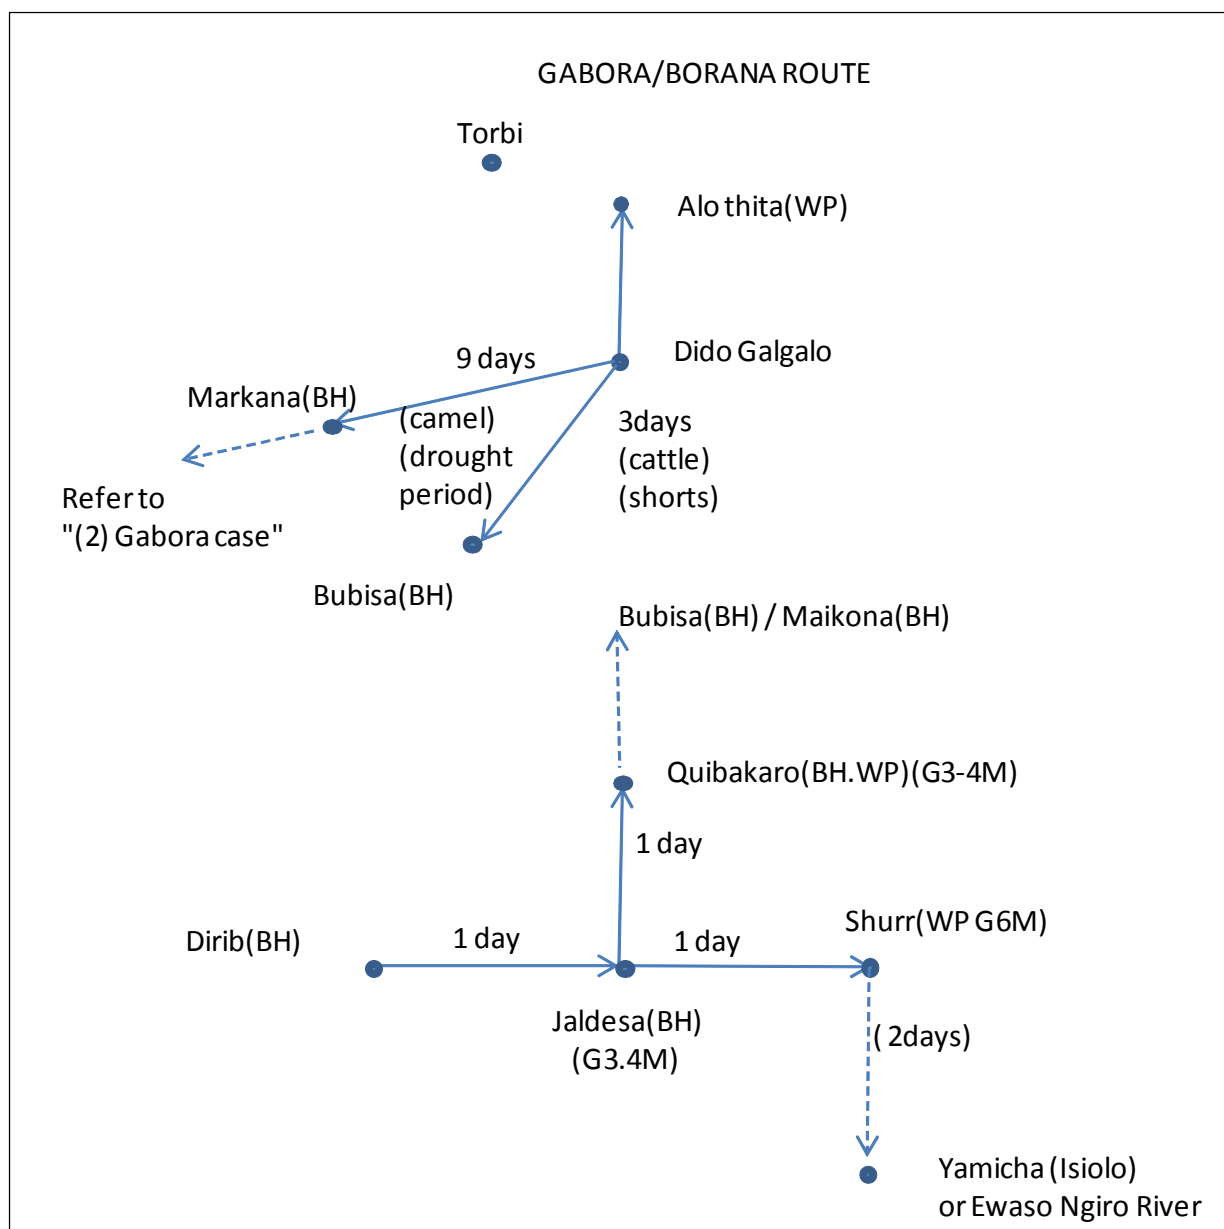 GABORA/BORANA ROUTE
Torbi
Alo thita(WP)
Dido Galgalo
9 days
Markana(BH)
(camel)
(drought
period)
3days
(cattle)
(shorts)
Refer to
"(2) Gabora case"
Bubisa(BH)
Bubisa(BH) / Maikona(BH)
Quibakaro(BH.WP)(G3-4M)
1 day
Shurr(WP G6M)
Dirib(BH)
1 day
1 day
Jaldesa(BH)
(G3.4M)
( 2days)
Yamicha (Isiolo)
or Ewaso Ngiro River